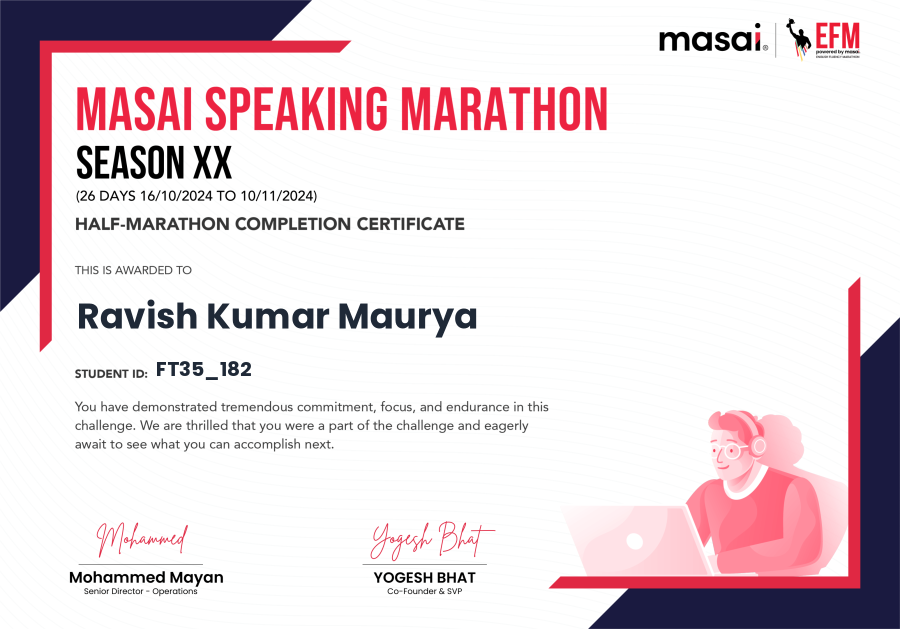 masai®
EFM
powered by masai
ENGLISH FLUENCY MARATHON
MASAI SPEAKING MARATHON
SEASON XX
(26 DAYS 16/10/2024 TO 10/11/2024)
HALF-MARATHON COMPLETION CERTIFICATE
THIS IS AWARDED TO
Ravish Kumar Maurya
STUDENT ID: FT35_182
You have demonstrated tremendous commitment, focus, and endurance in this
challenge. We are thrilled that you were a part of the challenge and eagerly
await to see what you can accomplish next.
Mohammed
Mohammed Mayan
Senior Director - Operations
Yogesh Bhat
YOGESH BHAT
Co-Founder & SVP